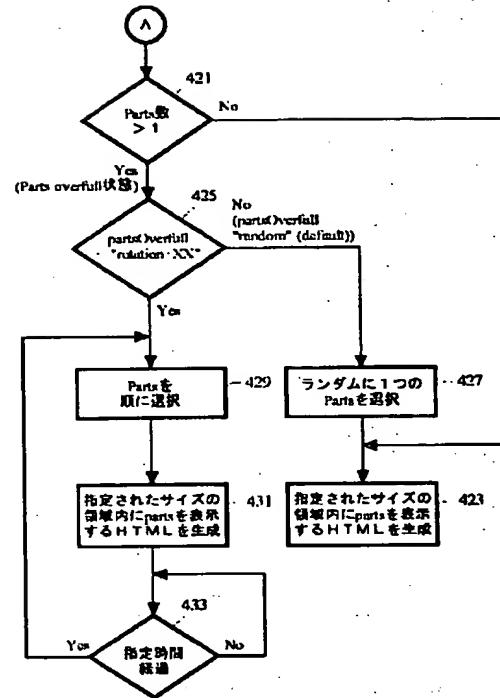 A
421
Parts数
> 1
No
Yes
(Parts overfull状態)
425
partsOverfull
"rotation-XX"
No
(partsOverfull
"random" (default))
Yes
Partsを
順に選択
429
ランダムに1つの
Partsを選択
427
指定されたサイズの
領域内にpartsを表示
するHTMLを生成
431
指定されたサイズの
領域内にpartsを表示
するHTMLを生成
423
433
指定時間
経過
Yes
No